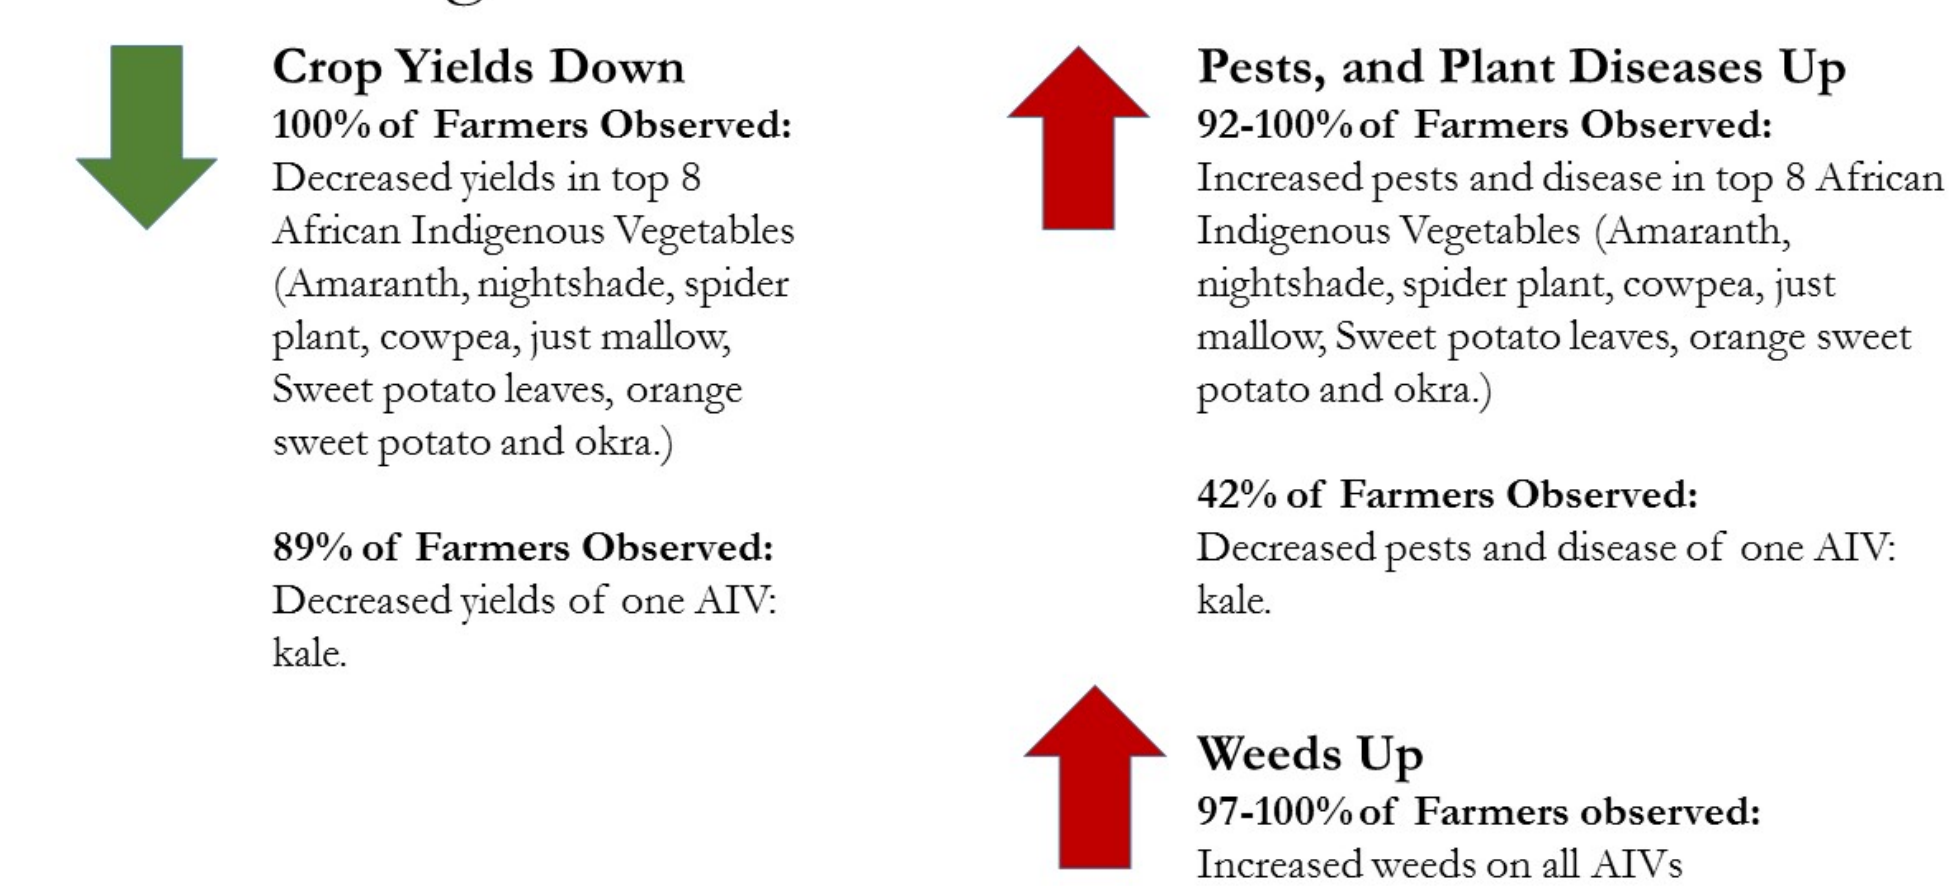 Crop Yields Down
100% of Farmers Observed:
Decreased yields in top 8
African Indigenous Vegetables
(Amaranth, nightshade, spider
plant, cowpea, just mallow,
Sweet potato leaves, orange
sweet potato and okra.)
89% of Farmers Observed:
Decreased yields of one AIV:
kale.
Pests, and Plant Diseases Up
92-100% of Farmers Observed:
Increased pests and disease in top 8 African
Indigenous Vegetables (Amaranth,
nightshade, spider plant, cowpea, just
mallow, Sweet potato leaves, orange sweet
potato and okra.)
42% of Farmers Observed:
Decreased pests and disease of one AIV:
kale.
Weeds Up
97-100% of Farmers observed:
Increased weeds on all AIVs